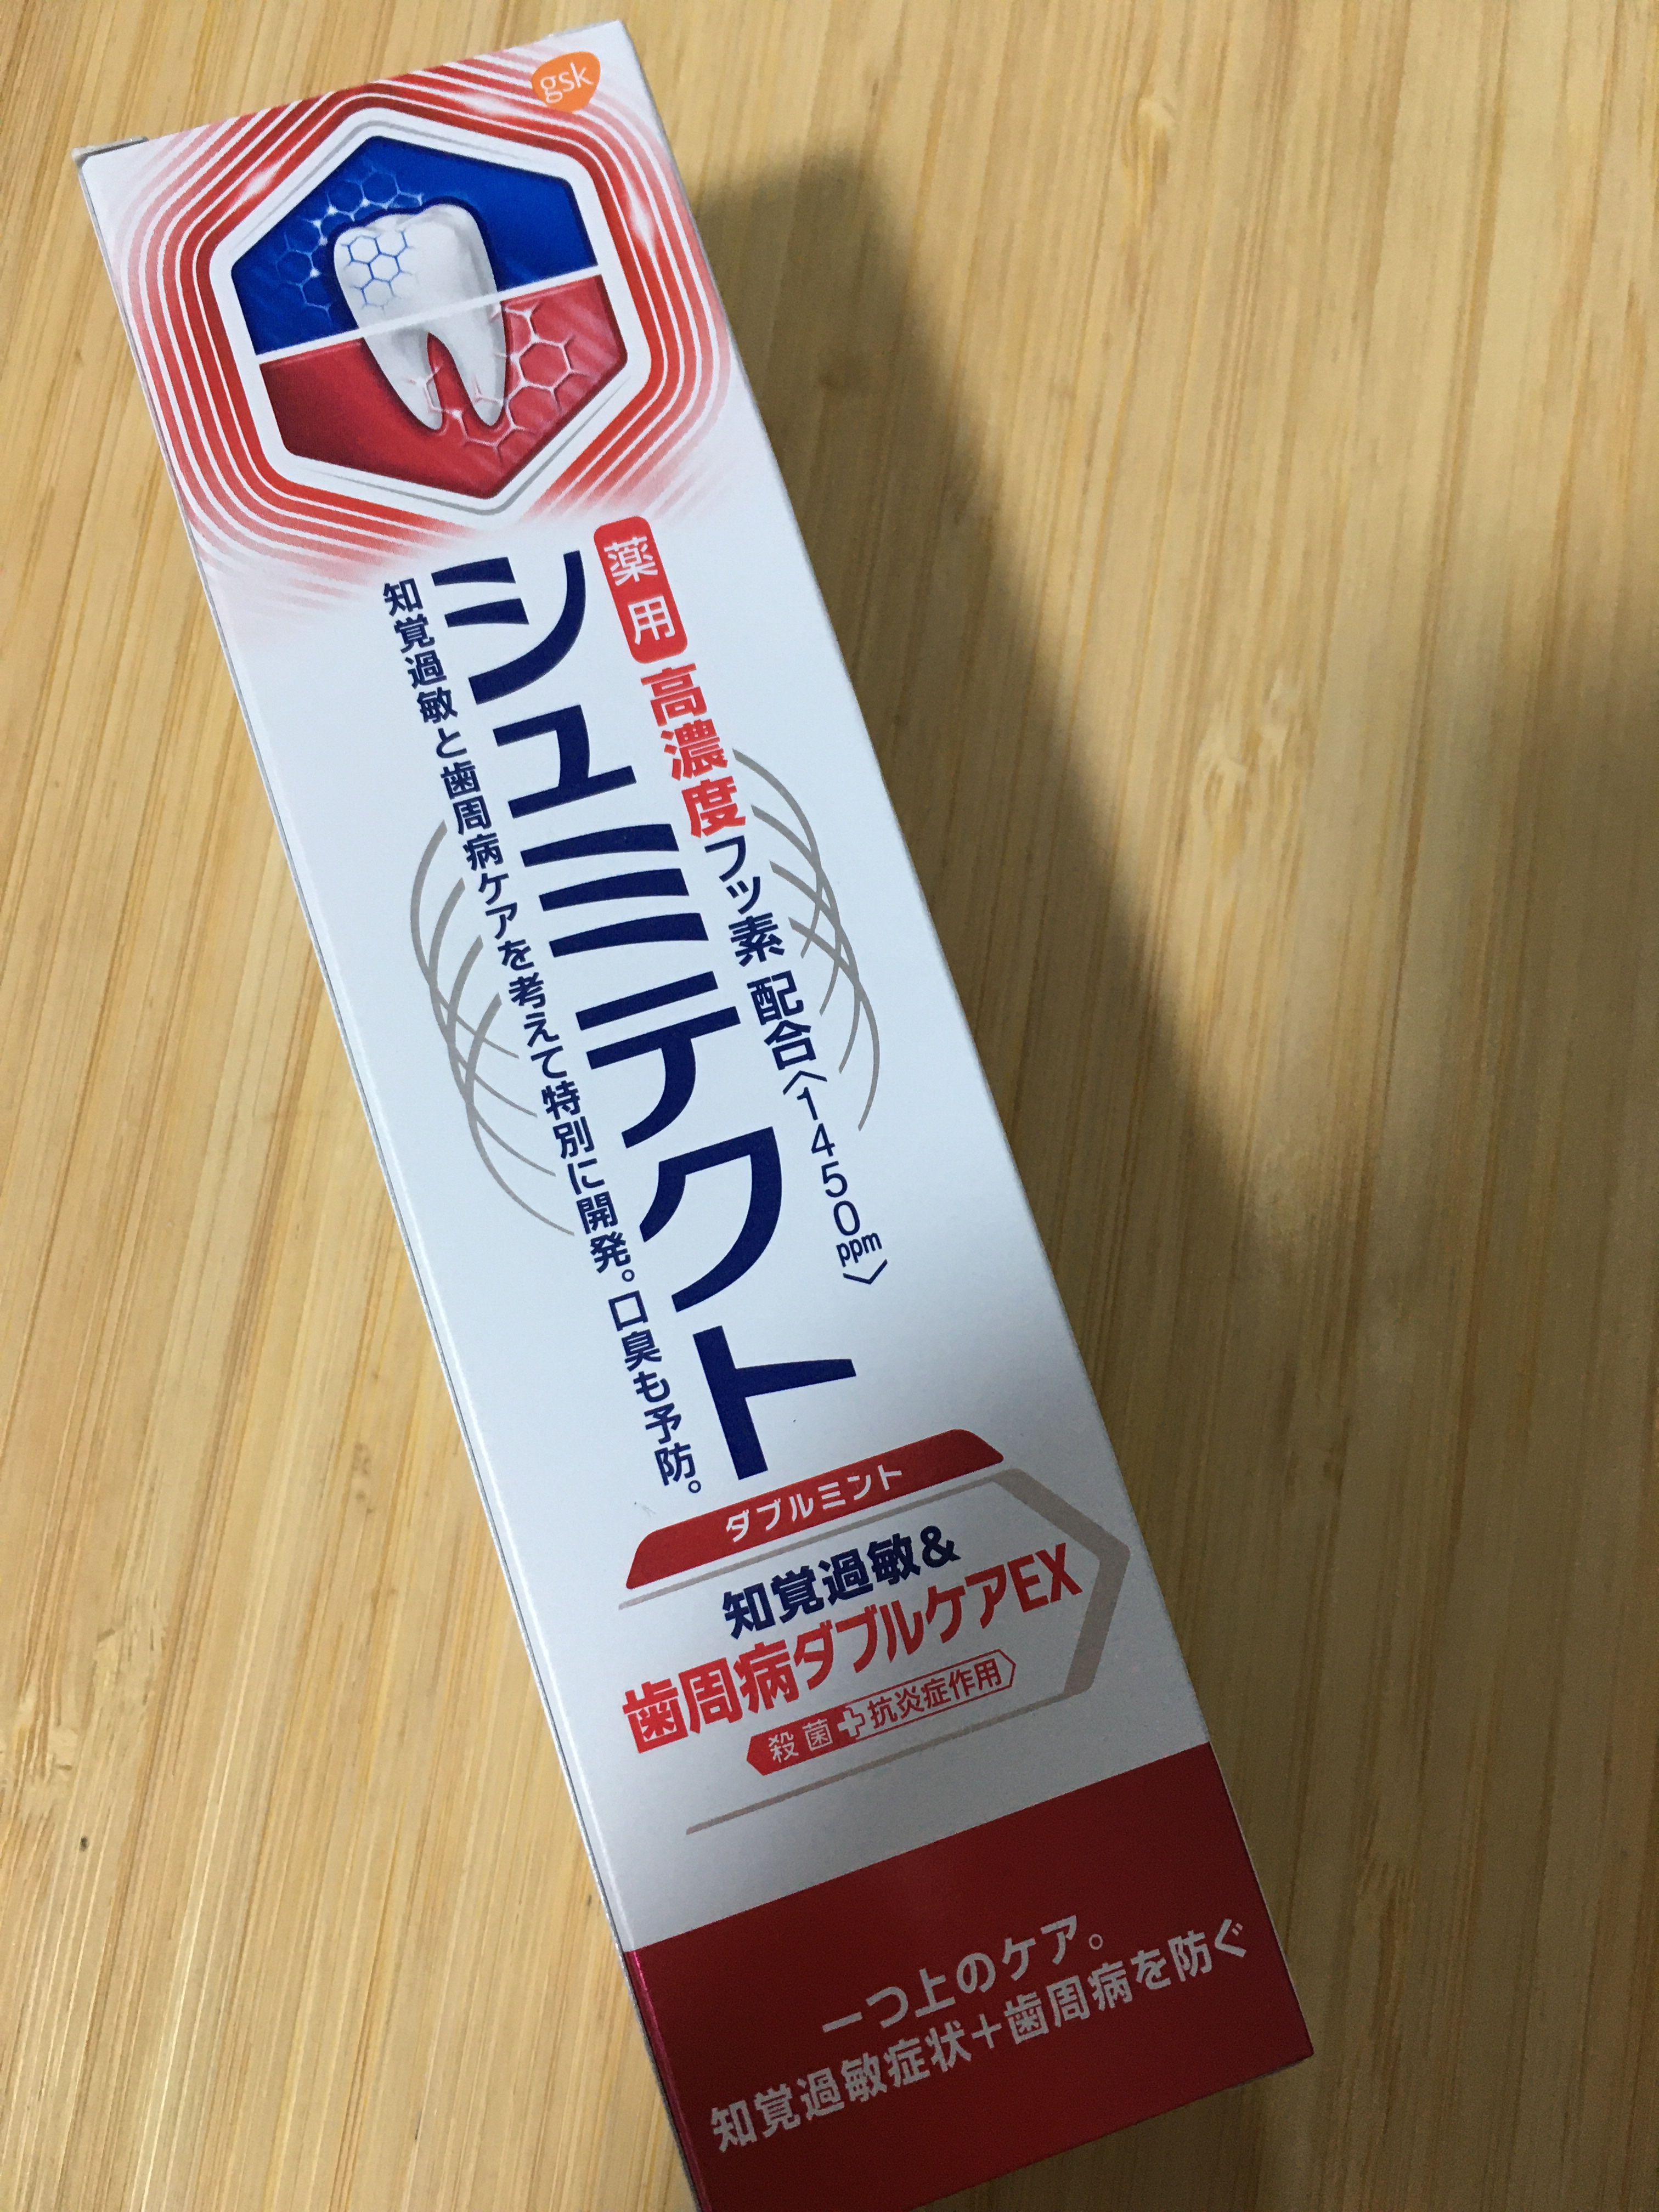 gsk
薬用 高濃度フッ素配合〈1450ppm〉
シュミテクト
知覚過敏と歯周病ケアを考えて特別に開発。口臭も予防。
ダブルミント
知覚過敏&
歯周病ダブルケアEX
殺菌+抗炎症作用
一つ上のケア。
知覚過敏症状+歯周病を防ぐ